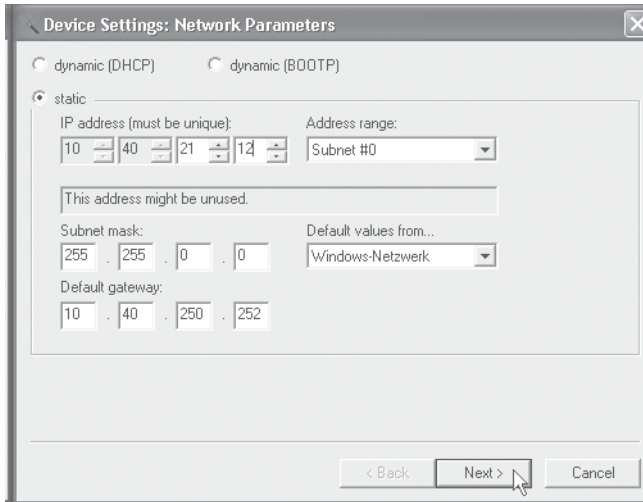 Device Settings: Network Parameters
dynamic (DHCP) dynamic (BOOTP)
static
IP address (must be unique): Address range:
10 40 21 12 Subnet #0
This address might be unused.
Subnet mask: Default values from...
255 . 255 . 0 . 0 Windows-Netzwerk
Default gateway:
10 . 40 . 250 . 252
< Back Next > Cancel